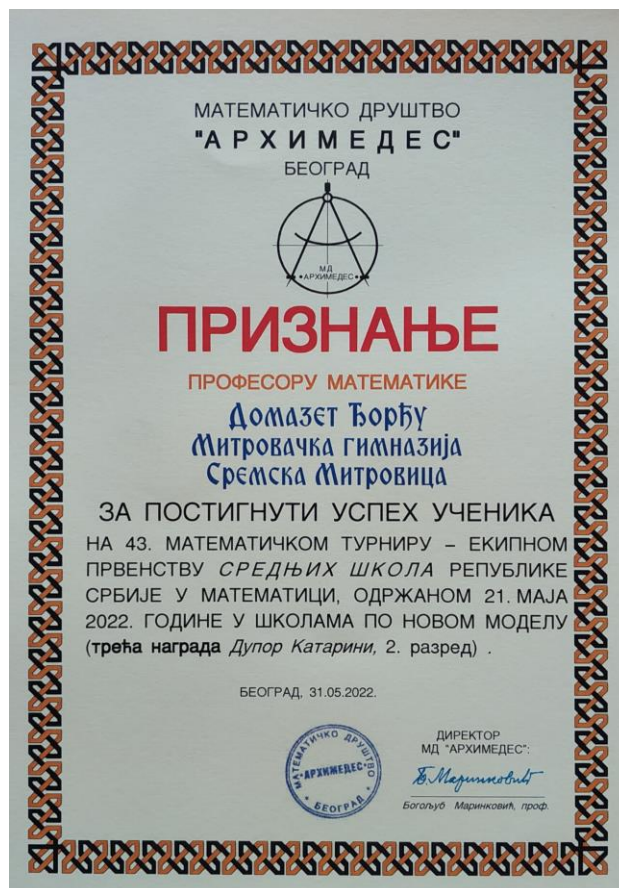 МАТЕМАТИЧКО ДРУШТВО
"АРХИМЕДЕС"
БЕОГРАД
МД
•АРХИМЕДЕС•
ПРИЗНАЊЕ
ПРОФЕСОРУ МАТЕМАТИКЕ
Домазет Ђорђу
Митровачка гимназија
Сремска Митровица
ЗА ПОСТИГНУТИ УСПЕХ УЧЕНИКА
НА 43. МАТЕМАТИЧКОМ ТУРНИРУ – ЕКИПНОМ
ПРВЕНСТВУ СРЕДЊИХ ШКОЛА РЕПУБЛИКЕ
СРБИЈЕ У МАТЕМАТИЦИ, ОДРЖАНОМ 21. МАЈА
2022. ГОДИНЕ У ШКОЛАМА ПО НОВОМ МОДЕЛУ
(трећа награда Дупор Катарини, 2. разред) .
БЕОГРАД, 31.05.2022.
МАТЕМАТИЧКО ДРУШТВО
•АРХИМЕДЕС•
БЕОГРАД
ДИРЕКТОР
МД "АРХИМЕДЕС":
Б. Маринковић
Богољуб Маринковић, проф.